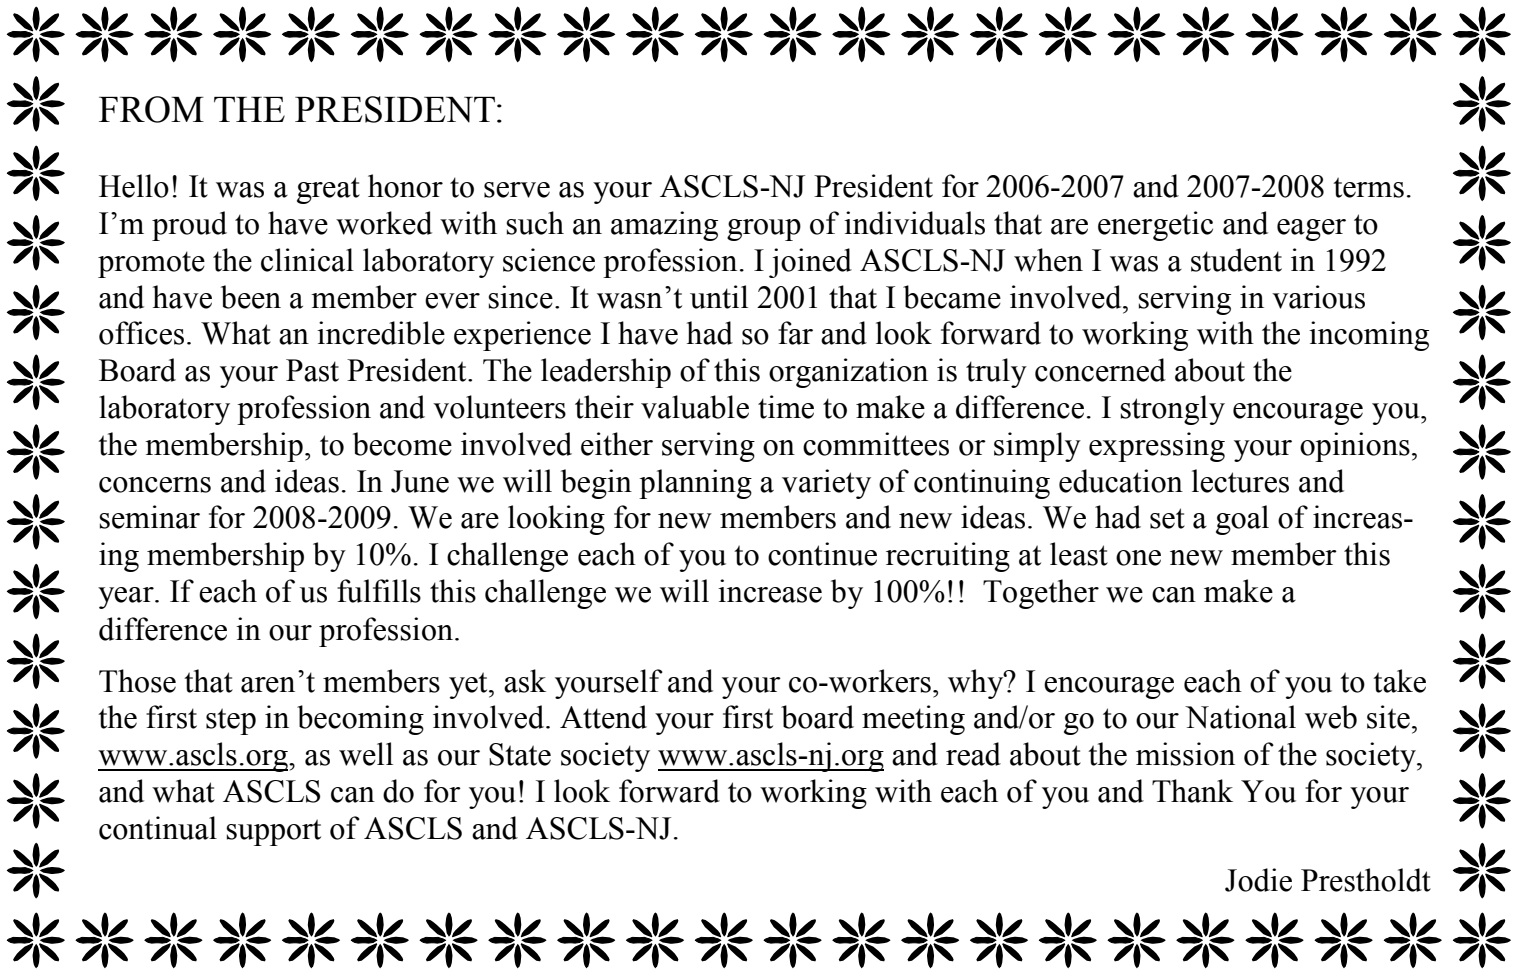 FROM THE PRESIDENT:
Hello! It was a great honor to serve as your ASCLS-NJ President for 2006-2007 and 2007-2008 terms.
I’m proud to have worked with such an amazing group of individuals that are energetic and eager to
promote the clinical laboratory science profession. I joined ASCLS-NJ when I was a student in 1992
and have been a member ever since. It wasn’t until 2001 that I became involved, serving in various
offices. What an incredible experience I have had so far and look forward to working with the incoming
Board as your Past President. The leadership of this organization is truly concerned about the
laboratory profession and volunteers their valuable time to make a difference. I strongly encourage you,
the membership, to become involved either serving on committees or simply expressing your opinions,
concerns and ideas. In June we will begin planning a variety of continuing education lectures and
seminar for 2008-2009. We are looking for new members and new ideas. We had set a goal of increas-
ing membership by 10%. I challenge each of you to continue recruiting at least one new member this
year. If each of us fulfills this challenge we will increase by 100%!!  Together we can make a
difference in our profession.
Those that aren’t members yet, ask yourself and your co-workers, why? I encourage each of you to take
the first step in becoming involved. Attend your first board meeting and/or go to our National web site,
www.ascls.org, as well as our State society www.ascls-nj.org and read about the mission of the society,
and what ASCLS can do for you! I look forward to working with each of you and Thank You for your
continual support of ASCLS and ASCLS-NJ.
Jodie Prestholdt